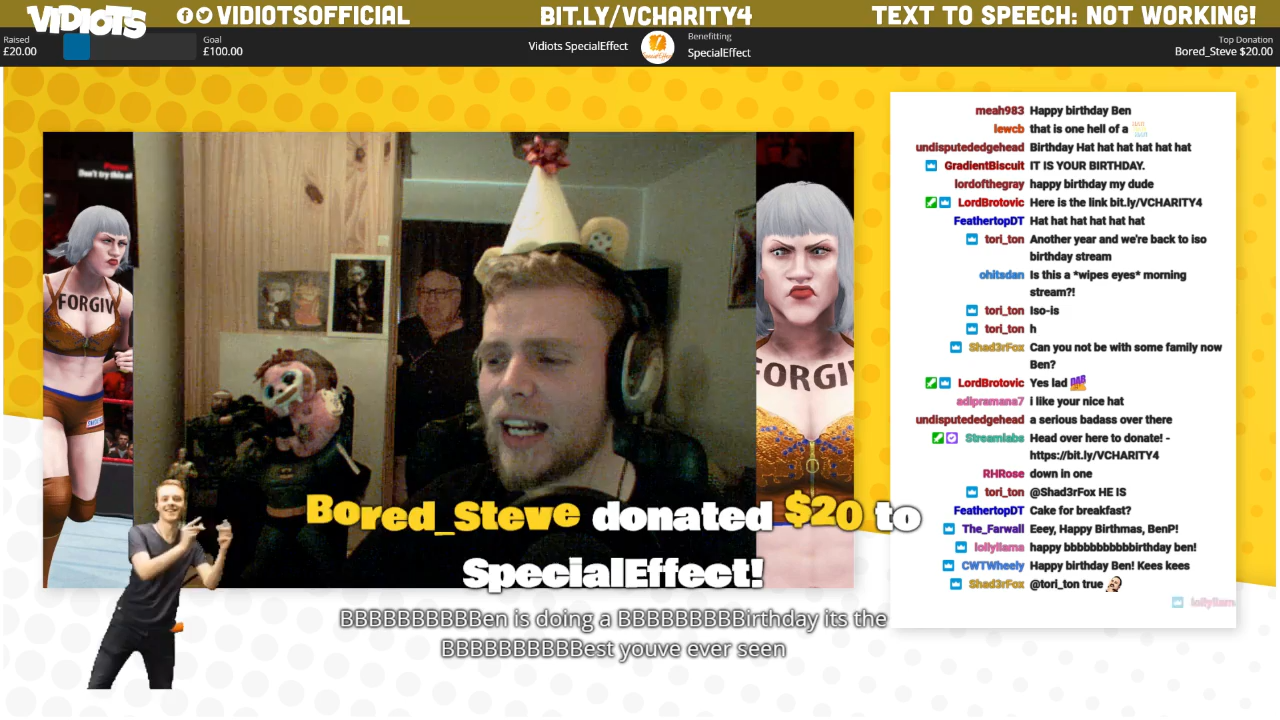 VIDIOTS
VIDIOTSOFFICIAL
BIT.LY/VCHARITY4
TEXT TO SPEECH: NOT WORKING!
Raised
£20.00
Goal
£100.00
Vidiots SpecialEffect
Benefitting
SpecialEffect
Top Donation
Bored_Steve $20.00
FORGIV
FORGIV
meah983 Happy birthday Ben
lewcb that is one hell of a
undisputededgehead Birthday Hat hat hat hat hat hat
GradientBiscuit IT IS YOUR BIRTHDAY.
lordofthegray happy birthday my dude
LordBrotovic Here is the link bit.ly/VCHARITY4
FeathertopDT Hat hat hat hat hat hat
tori_ton Another year and we're back to iso
birthday stream
ohitsdan Is this a *wipes eyes* morning
stream?!
tori_ton Iso-is
tori_ton h
Shad3rFox Can you not be with some family now
Ben?
LordBrotovic Yes lad
adipramana7 i like your nice hat
undisputededgehead a serious badass over there
Streamlabs Head over here to donate! -
https://bit.ly/VCHARITY4
RHRose down in one
tori_ton @Shad3rFox HE IS
FeathertopDT Cake for breakfast?
The_Farwall Eeey, Happy Birthmas, BenP!
lollyllama happy bbbbbbbbbbbirthday ben!
CWTWheely Happy birthday Ben! Kees kees
Shad3rFox @tori_ton true
lollyllam
Bored_Steve donated $20 to
SpecialEffect!
BBBBBBBBBBen is doing a BBBBBBBBBirthday its the
BBBBBBBBBBest youve ever seen